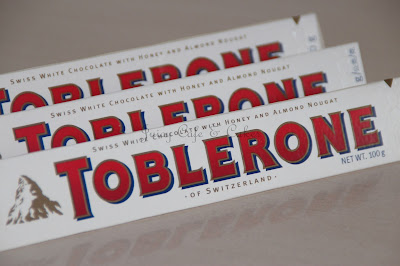 SWISS WHITE CHOCOLATE WITH HONEY AND ALMOND NOUGAT
TOBLERONE
SWISS WHITE CHOCOLATE WITH HONEY AND ALMOND NOUGAT
TOBLERONE
SWISS WHITE CHOCOLATE WITH HONEY AND ALMOND NOUGAT
TOBLERONE
NET WT. 100g
· OF SWITZERLAND ·